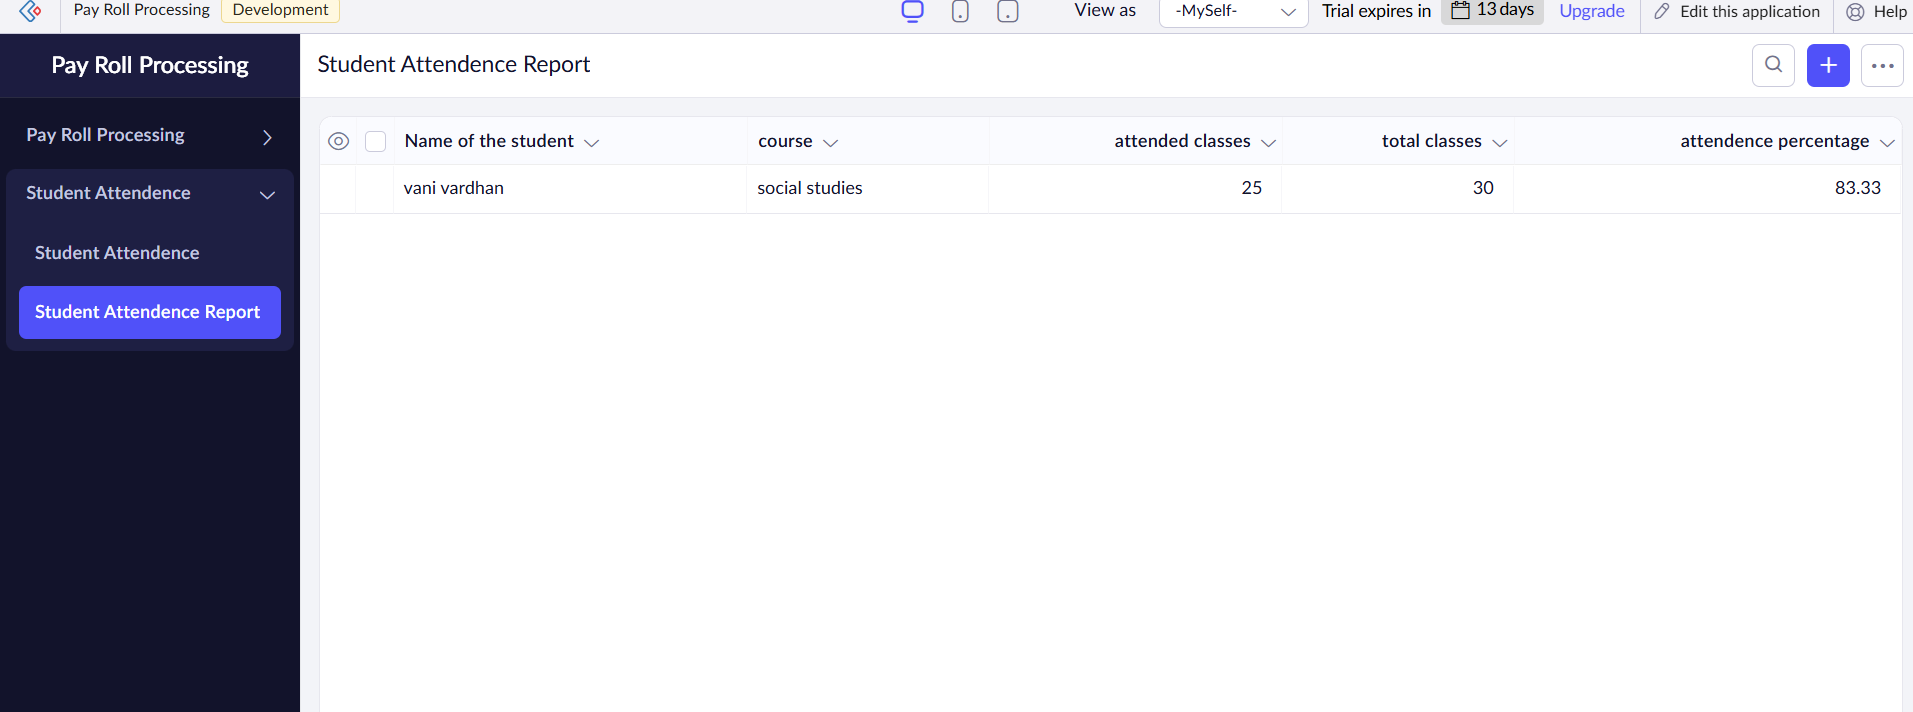 Pay Roll Processing Development View as -MySelf- Trial expires in 13 days Upgrade Edit this application Help
Pay Roll Processing
Pay Roll Processing
Student Attendence
Student Attendence
Student Attendence Report
Student Attendence Report
Name of the student course attended classes total classes attendence percentage
vani vardhan social studies 25 30 83.33